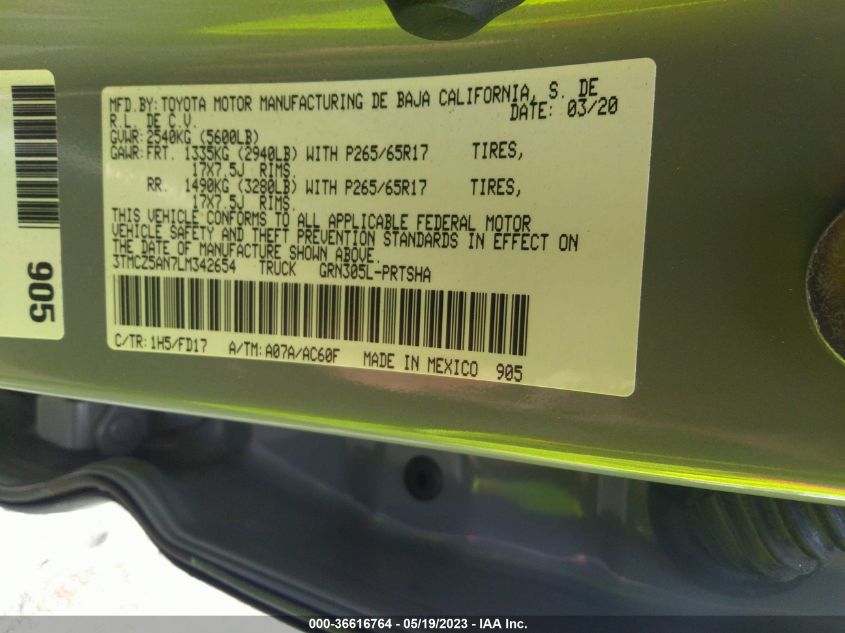 MFD.BY: TOYOTA MOTOR MANUFACTURING DE BAJA CALIFORNIA, S. DE
R.L. DE C.V. DATE: 03/20
GVWR: 2540KG (5600LB)
GAWR: FRT. 1335KG (2940LB) WITH P265/65R17 TIRES,
17X7.5J RIMS.
RR. 1490KG (3280LB) WITH P265/65R17 TIRES,
17X7.5J RIMS.
THIS VEHICLE CONFORMS TO ALL APPLICABLE FEDERAL MOTOR
VEHICLE SAFETY AND THEFT PREVENTION STANDARDS IN EFFECT ON
THE DATE OF MANUFACTURE SHOWN ABOVE.
3TMCZ5AN7LM342654 TRUCK GRN305L-PRTSHA
C/TR: 1H5/FD17 A/TM: A07A/AC60F MADE IN MEXICO 905
905
000-36616764 - 05/19/2023 - IAA Inc.